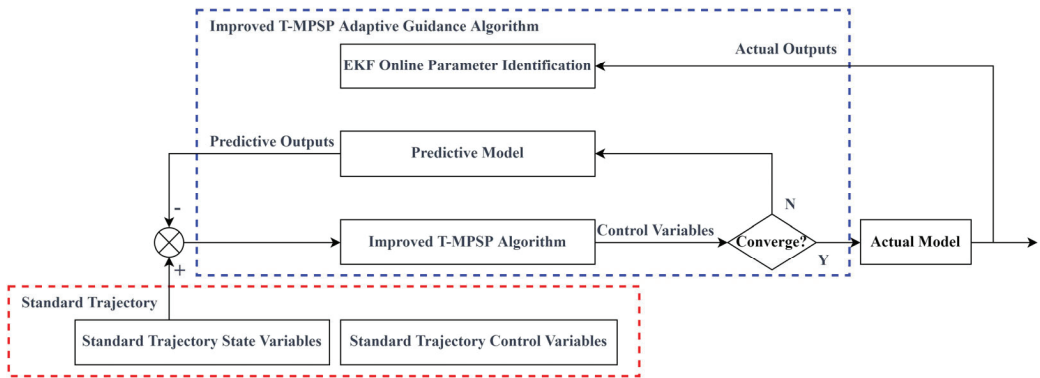 Improved T-MPSP Adaptive Guidance Algorithm
Actual Outputs
EKF Online Parameter Identification
Predictive Outputs
Predictive Model
-
N
Improved T-MPSP Algorithm
Control Variables
Converge?
Actual Model
Y
+
Standard Trajectory
Standard Trajectory State Variables
Standard Trajectory Control Variables